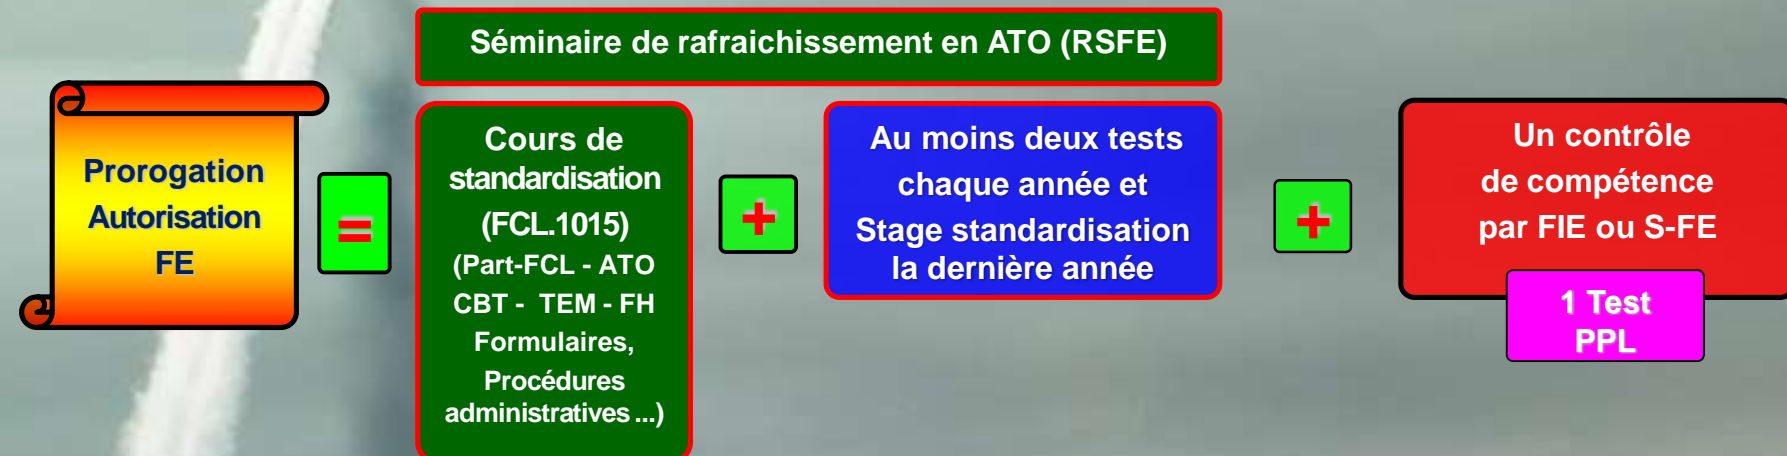 Séminaire de rafraichissement en ATO (RSFE)
Prorogation
Autorisation
FE
=
Cours de
standardisation
(FCL.1015)
(Part-FCL - ATO
CBT - TEM - FH
Formulaires,
Procédures
administratives ...)
+
Au moins deux tests
chaque année et
Stage standardisation
la dernière année
+
Un contrôle
de compétence
par FIE ou S-FE
1 Test
PPL